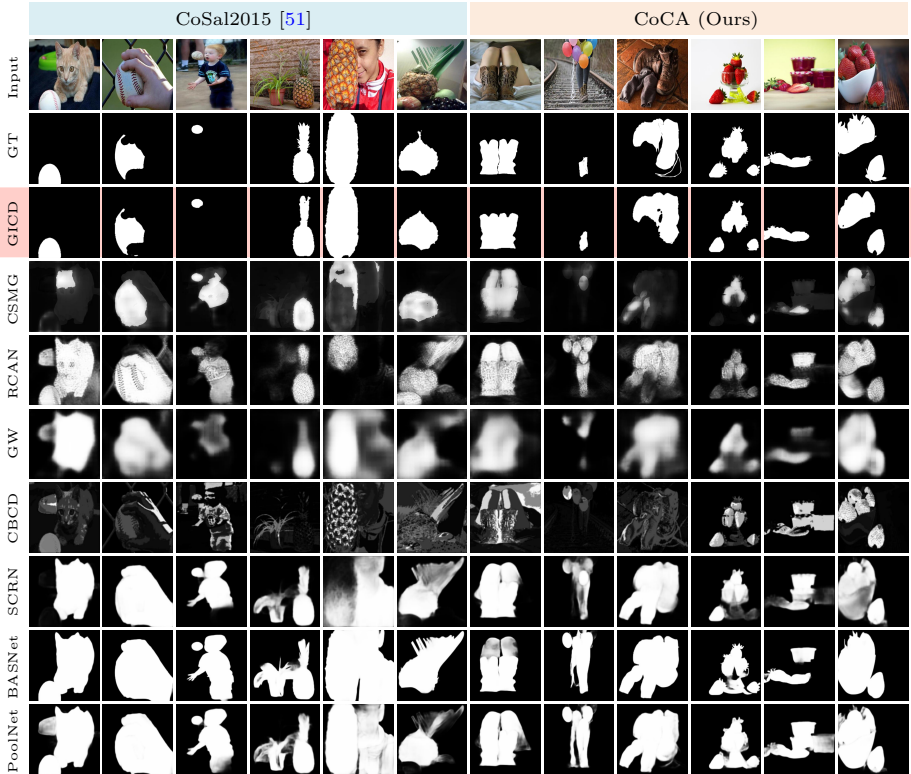 CoSal2015 [51] CoCA (Ours)
Input
GT
GICD
CSMG
RCAN
GW
CBCD
SCRN
BASNet
PoolNet